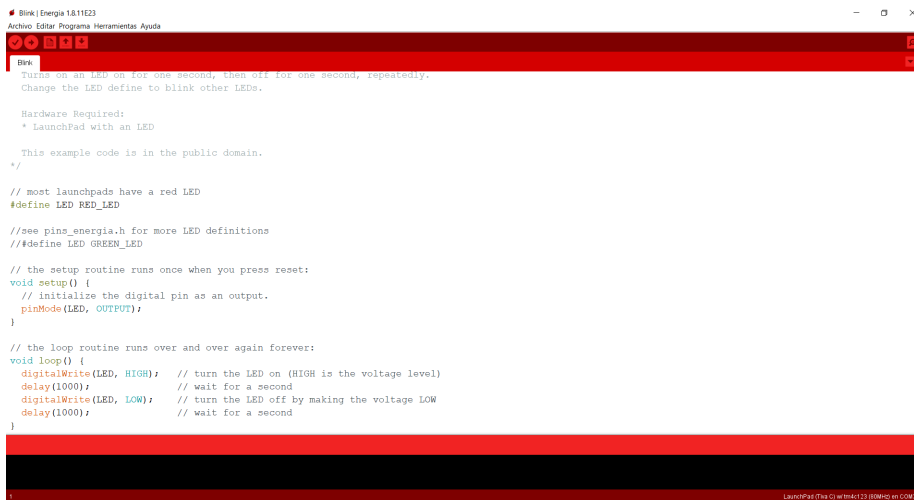 Blink | Energia 1.8.11E23
Archivo Editar Programa Herramientas Ayuda
Blink
Turns on an LED on for one second, then off for one second, repeatedly.
Change the LED define to blink other LEDs.
Hardware Required:
* LaunchPad with an LED
This example code is in the public domain.
*/
// most launchpads have a red LED
#define LED RED_LED
//see pins_energia.h for more LED definitions
//#define LED GREEN_LED
// the setup routine runs once when you press reset:
void setup() {
// initialize the digital pin as an output.
pinMode(LED, OUTPUT);
}
// the loop routine runs over and over again forever:
void loop() {
digitalWrite(LED, HIGH); // turn the LED on (HIGH is the voltage level)
delay(1000); // wait for a second
digitalWrite(LED, LOW); // turn the LED off by making the voltage LOW
delay(1000); // wait for a second
}
1 LaunchPad (Tiva C) w/ tm4c123 (80MHz) en COM